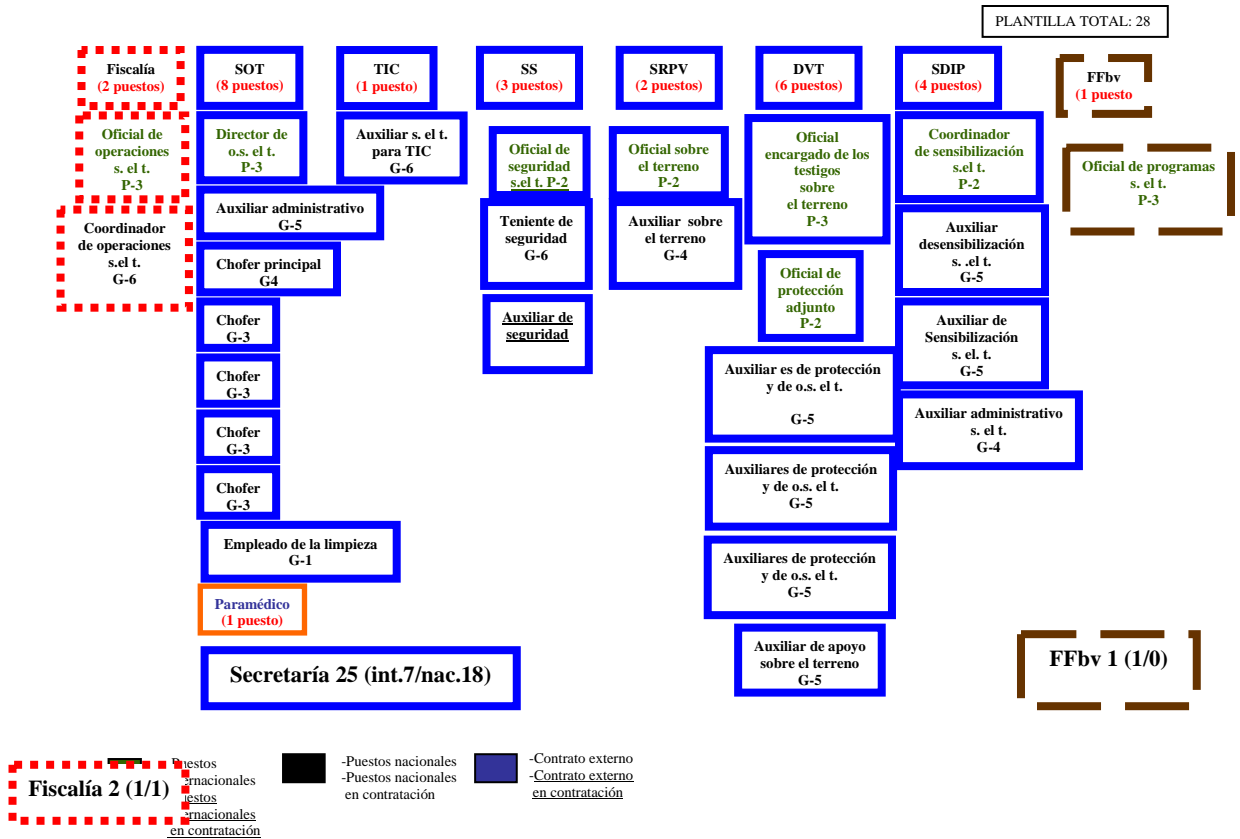 PLANTILLA TOTAL: 28
Fiscalía
(2 puestos)
Oficial de
operaciones
s. el t.
P-3
Coordinador
de operaciones
s.el t.
G-6
SOT
(8 puestos)
Director de
o.s. el t.
P-3
Auxiliar administrativo
G-5
Chofer principal
G4
Chofer
G-3
Chofer
G-3
Chofer
G-3
Chofer
G-3
Empleado de la limpieza
G-1
Paramédico
(1 puesto)
TIC
(1 puesto)
Auxiliar s. el t.
para TIC
G-6
SS
(3 puestos)
Oficial de
seguridad
s.el t. P-2
Teniente de
seguridad
G-6
Auxiliar de
seguridad
SRPV
(2 puestos)
Oficial sobre
el terreno
P-2
Auxiliar sobre
el terreno
G-4
DVT
(6 puestos)
Oficial
encargado de los
testigos
sobre
el terreno
P-3
Oficial de
protección
adjunto
P-2
Auxiliar es de protección
y de o.s. el t.
G-5
Auxiliares de protección
y de o.s. el t.
G-5
Auxiliares de protección
y de o.s. el t.
G-5
Auxiliar de apoyo
sobre el terreno
G-5
SDIP
(4 puestos)
Coordinador
de sensibilización
s.el t.
P-2
Auxiliar
desensibilización
s. .el t.
G-5
Auxiliar de
Sensibilización
s. el. t.
G-5
Auxiliar administrativo
s. el t.
G-4
FFbv
(1 puesto
Oficial de programas
s. el t.
P-3
Secretaría 25 (int.7/nac.18)
FFbv 1 (1/0)
Fiscalía 2 (1/1)
en contratación
-Puestos nacionales
-Puestos nacionales
en contratación
-Contrato externo
-Contrato externo
en contratación